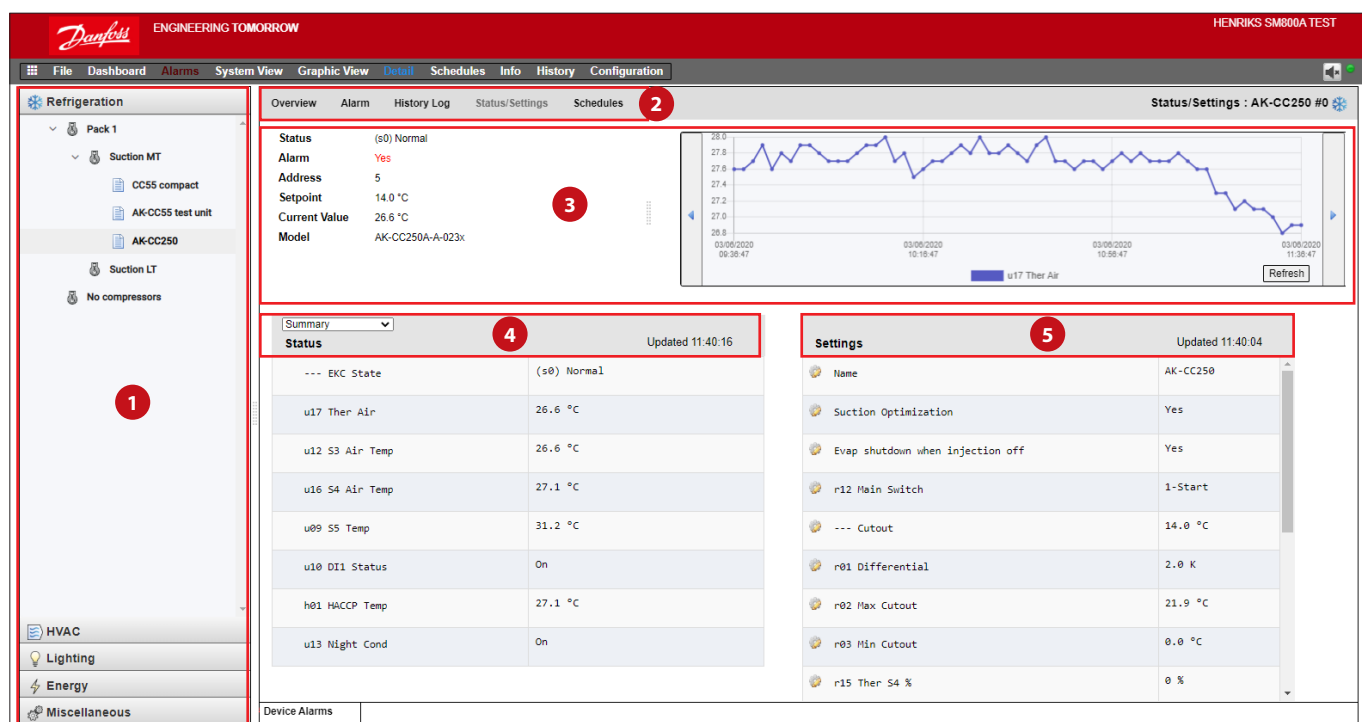 Danfoss ENGINEERING TOMORROW HENRIKS SM800A TEST
File Dashboard Alarms System View Graphic View Detail Schedules Info History Configuration
Refrigeration
Pack 1
Suction MT
CC55 compact
AK-CC55 test unit
AK-CC250
Suction LT
No compressors
1
HVAC
Lighting
Energy
Miscellaneous
Overview Alarm History Log Status/Settings Schedules 2 Status/Settings : AK-CC250 #0
Status (s0) Normal
Alarm Yes
Address 5
Setpoint 14.0 °C
Current Value 26.6 °C
Model AK-CC250A-A-023x
3
28.0
27.8
27.6
27.4
27.2
27.0
26.8
03/06/2020 03/06/2020 03/06/2020 03/06/2020
09:36:47 10:16:47 10:56:47 11:36:47
u17 Ther Air
Refresh
Summary
4
Status Updated 11:40:16
--- EKC State (s0) Normal
u17 Ther Air 26.6 °C
u12 S3 Air Temp 26.6 °C
u16 S4 Air Temp 27.1 °C
u09 S5 Temp 31.2 °C
u10 DI1 Status On
h01 HACCP Temp 27.1 °C
u13 Night Cond On
5
Settings Updated 11:40:04
Name AK-CC250
Suction Optimization Yes
Evap shutdown when injection off Yes
r12 Main Switch 1-Start
--- Cutout 14.0 °C
r01 Differential 2.0 K
r02 Max Cutout 21.9 °C
r03 Min Cutout 0.0 °C
r15 Ther S4 % 0 %
Device Alarms